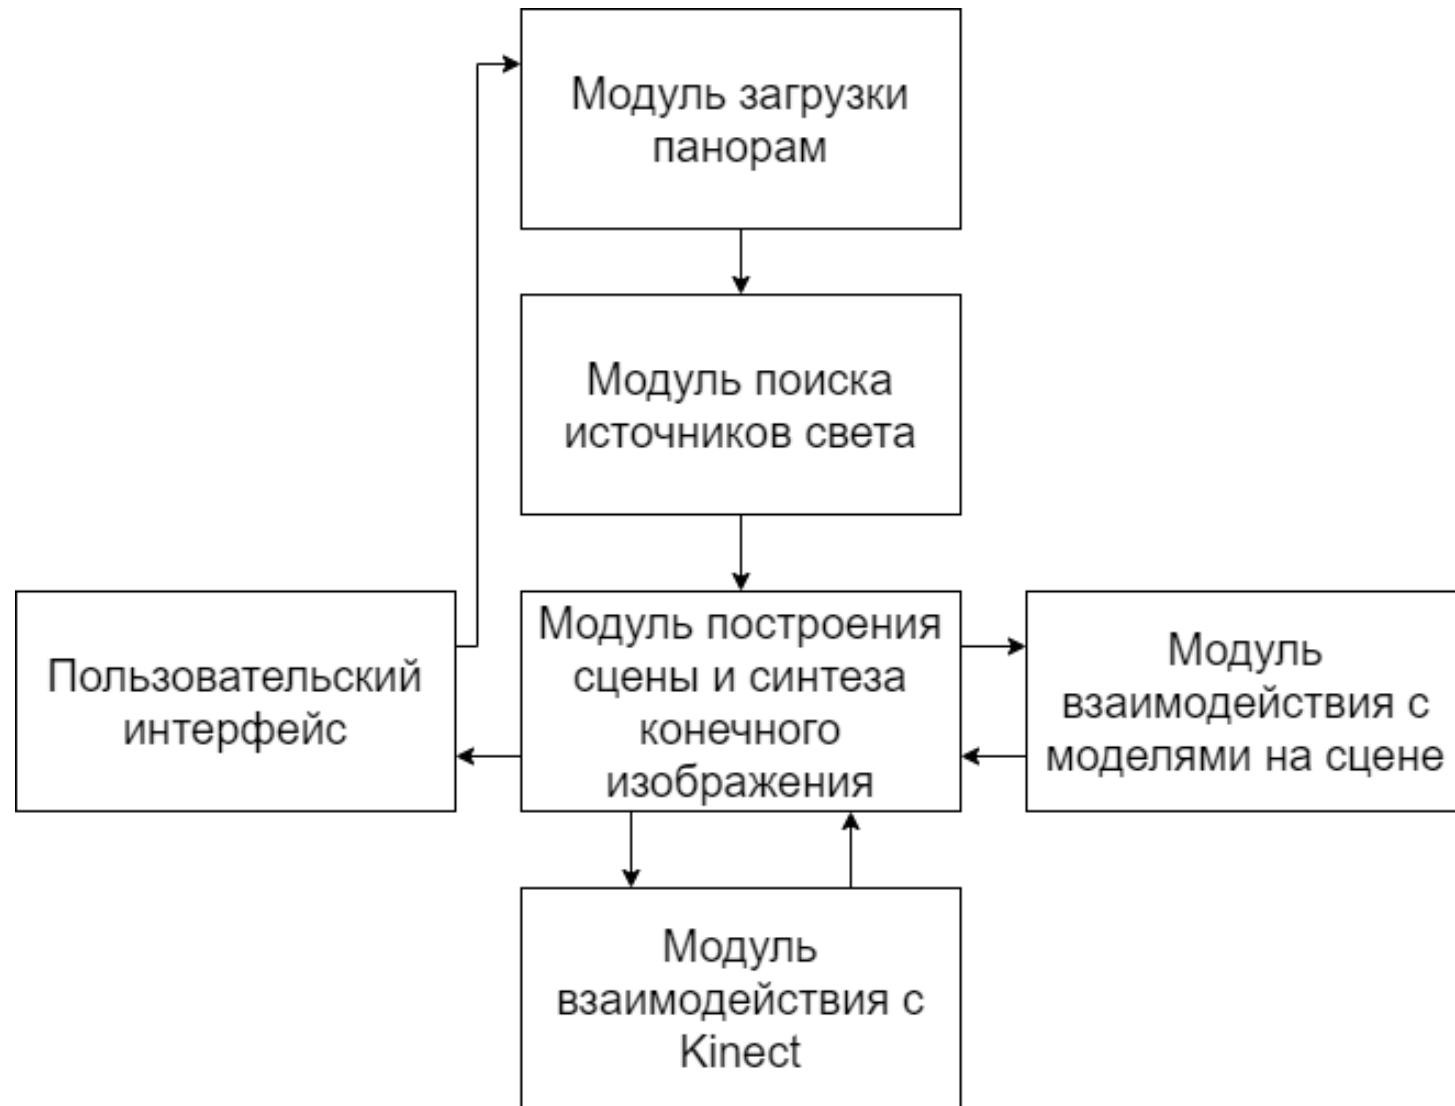 Модуль загрузки
панорам
Модуль поиска
источников света
Пользовательский
интерфейс
Модуль построения
сцены и синтеза
конечного
изображения
Модуль
взаимодействия с
моделями на сцене
Модуль
взаимодействия с
Kinect